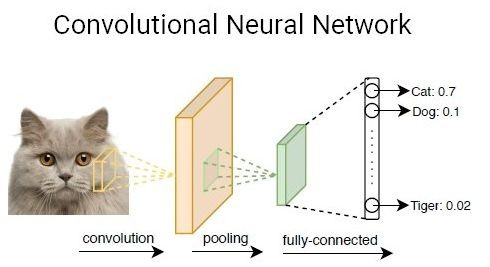 Convolutional Neural Network
Cat: 0.7
Dog: 0.1
Tiger: 0.02
convolution
pooling
fully-connected